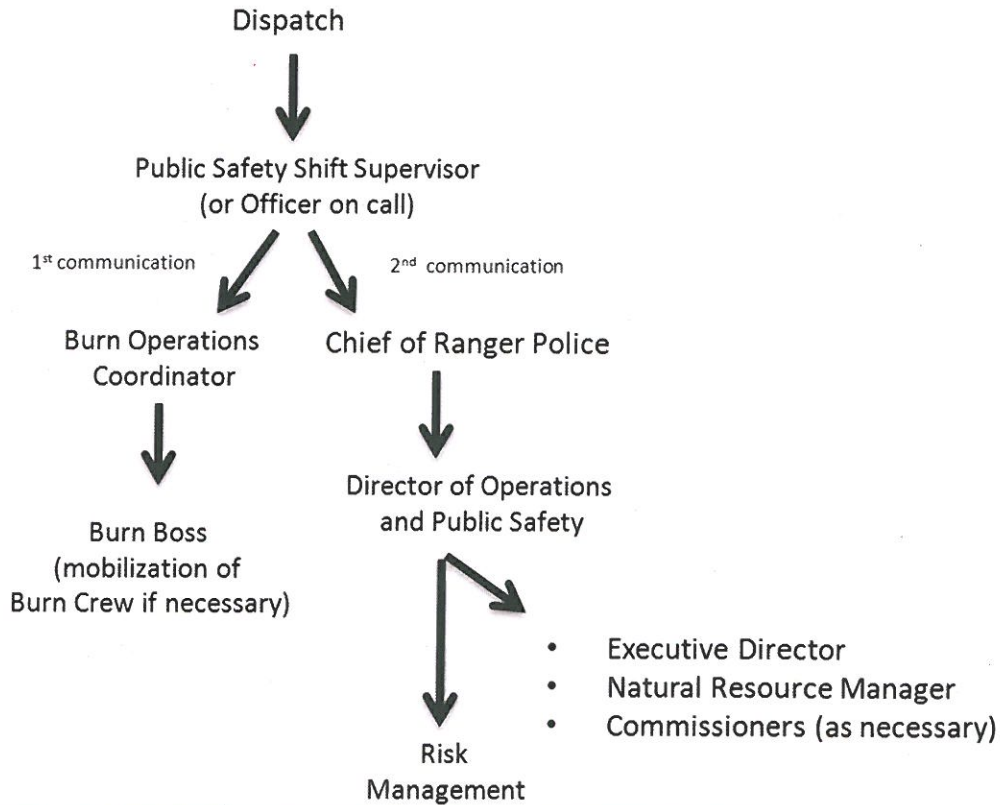 Dispatch
Public Safety Shift Supervisor
(or Officer on call)
1st communication
2nd communication
Burn Operations
Coordinator
Chief of Ranger Police
Burn Boss
(mobilization of
Burn Crew if necessary)
Director of Operations
and Public Safety
• Executive Director
• Natural Resource Manager
• Commissioners (as necessary)
Risk
Management